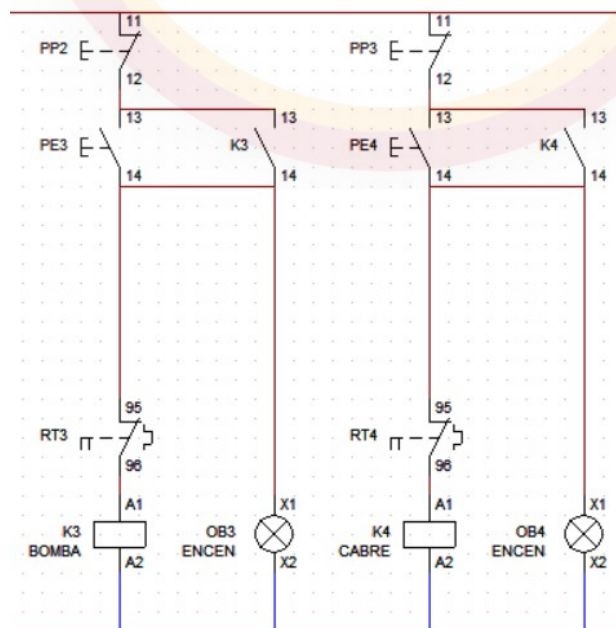 11 11
PP2 PP3
12 12
13 13 13 13
PE3 K3 PE4 K4
14 14 14 14
95 95
RT3 RT4
96 96
A1 X1 A1 X1
K3 OB3 K4 OB4
BOMBA ENCEN CABRE ENCEN
A2 X2 A2 X2